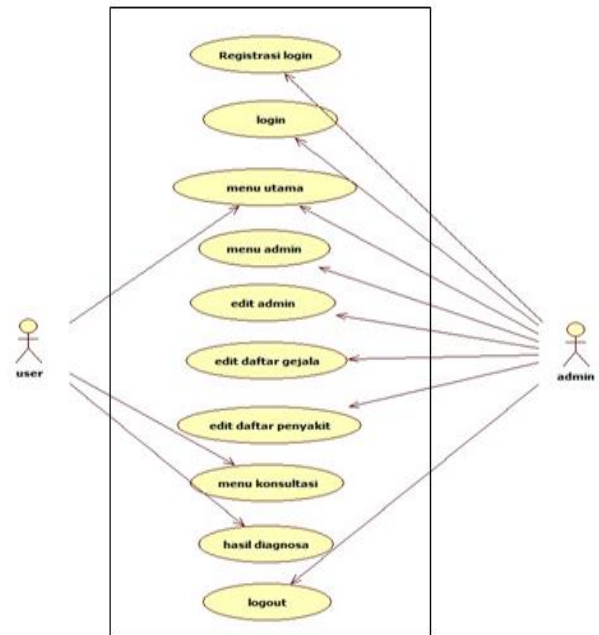 Registrasi login
login
menu utama
menu admin
edit admin
edit daftar gejala
user
admin
edit daftar penyakit
menu konsultasi
hasil diagnosa
logout